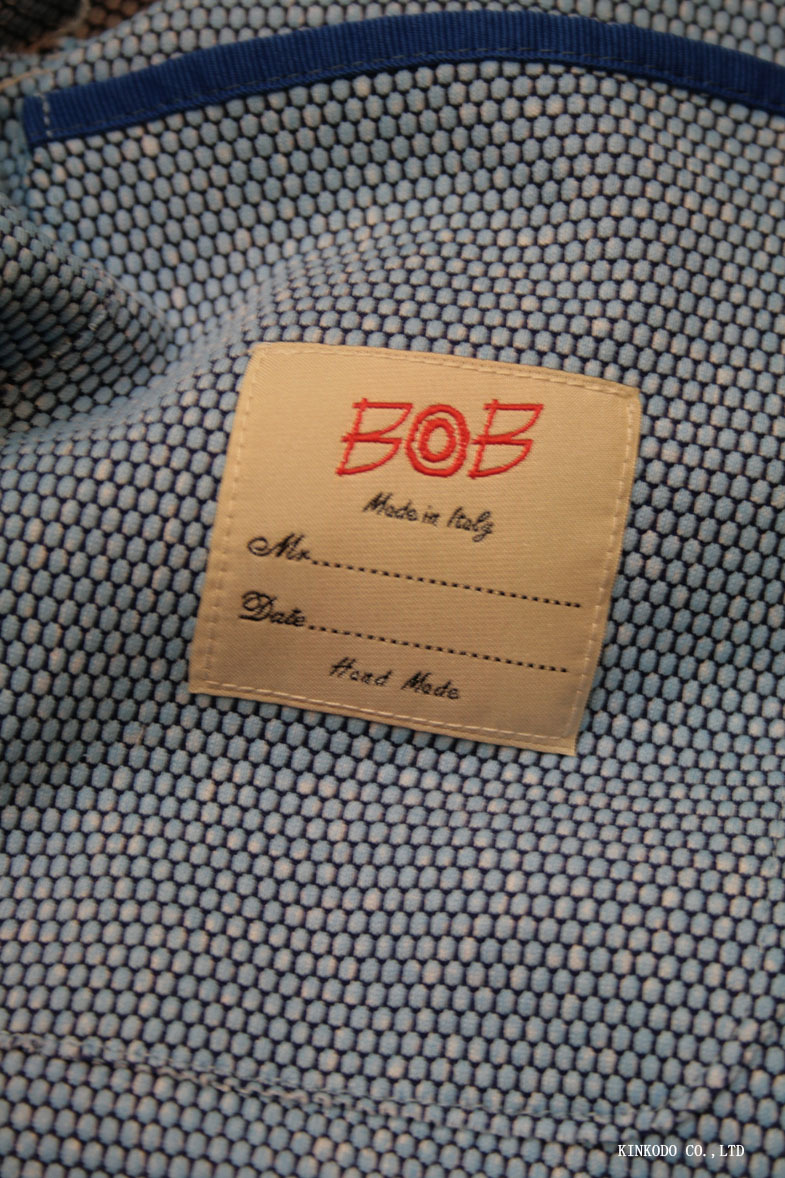 BOB
Made in Italy
Mr..............................
Date..............................
Hand Made
KINKODO CO.,LTD